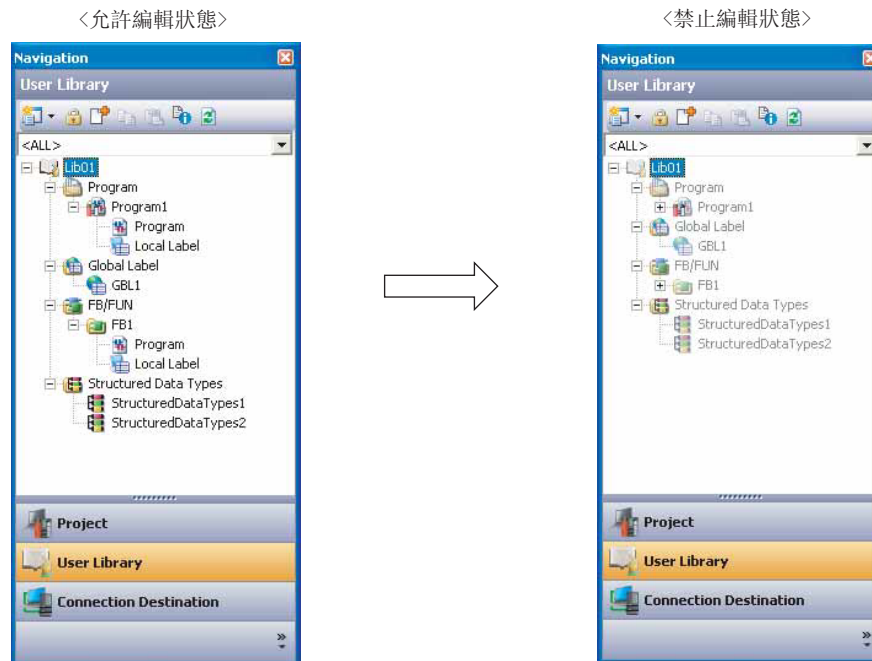 <允許編輯狀態>
Navigation
User Library
<ALL>
Lib01
Program
Program1
Program
Local Label
Global Label
GBL1
FB/FUN
FB1
Program
Local Label
Structured Data Types
StructuredDataTypes1
StructuredDataTypes2
Project
User Library
Connection Destination
<禁止編輯狀態>
Navigation
User Library
<ALL>
Lib01
Program
Program1
Global Label
GBL1
FB/FUN
FB1
Structured Data Types
StructuredDataTypes1
StructuredDataTypes2
Project
User Library
Connection Destination